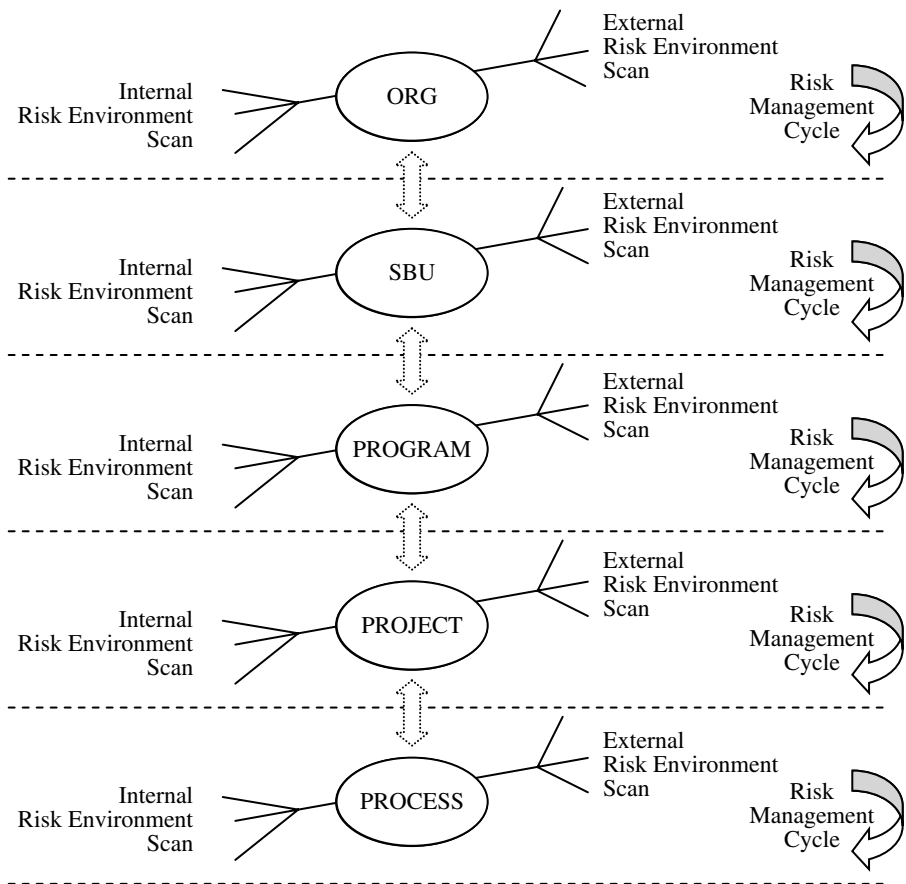 External
Risk Environment
Scan
Internal
Risk Environment
Scan
ORG
Risk
Management
Cycle
External
Risk Environment
Scan
Internal
Risk Environment
Scan
SBU
Risk
Management
Cycle
External
Risk Environment
Scan
Internal
Risk Environment
Scan
PROGRAM
Risk
Management
Cycle
External
Risk Environment
Scan
Internal
Risk Environment
Scan
PROJECT
Risk
Management
Cycle
External
Risk Environment
Scan
Internal
Risk Environment
Scan
PROCESS
Risk
Management
Cycle